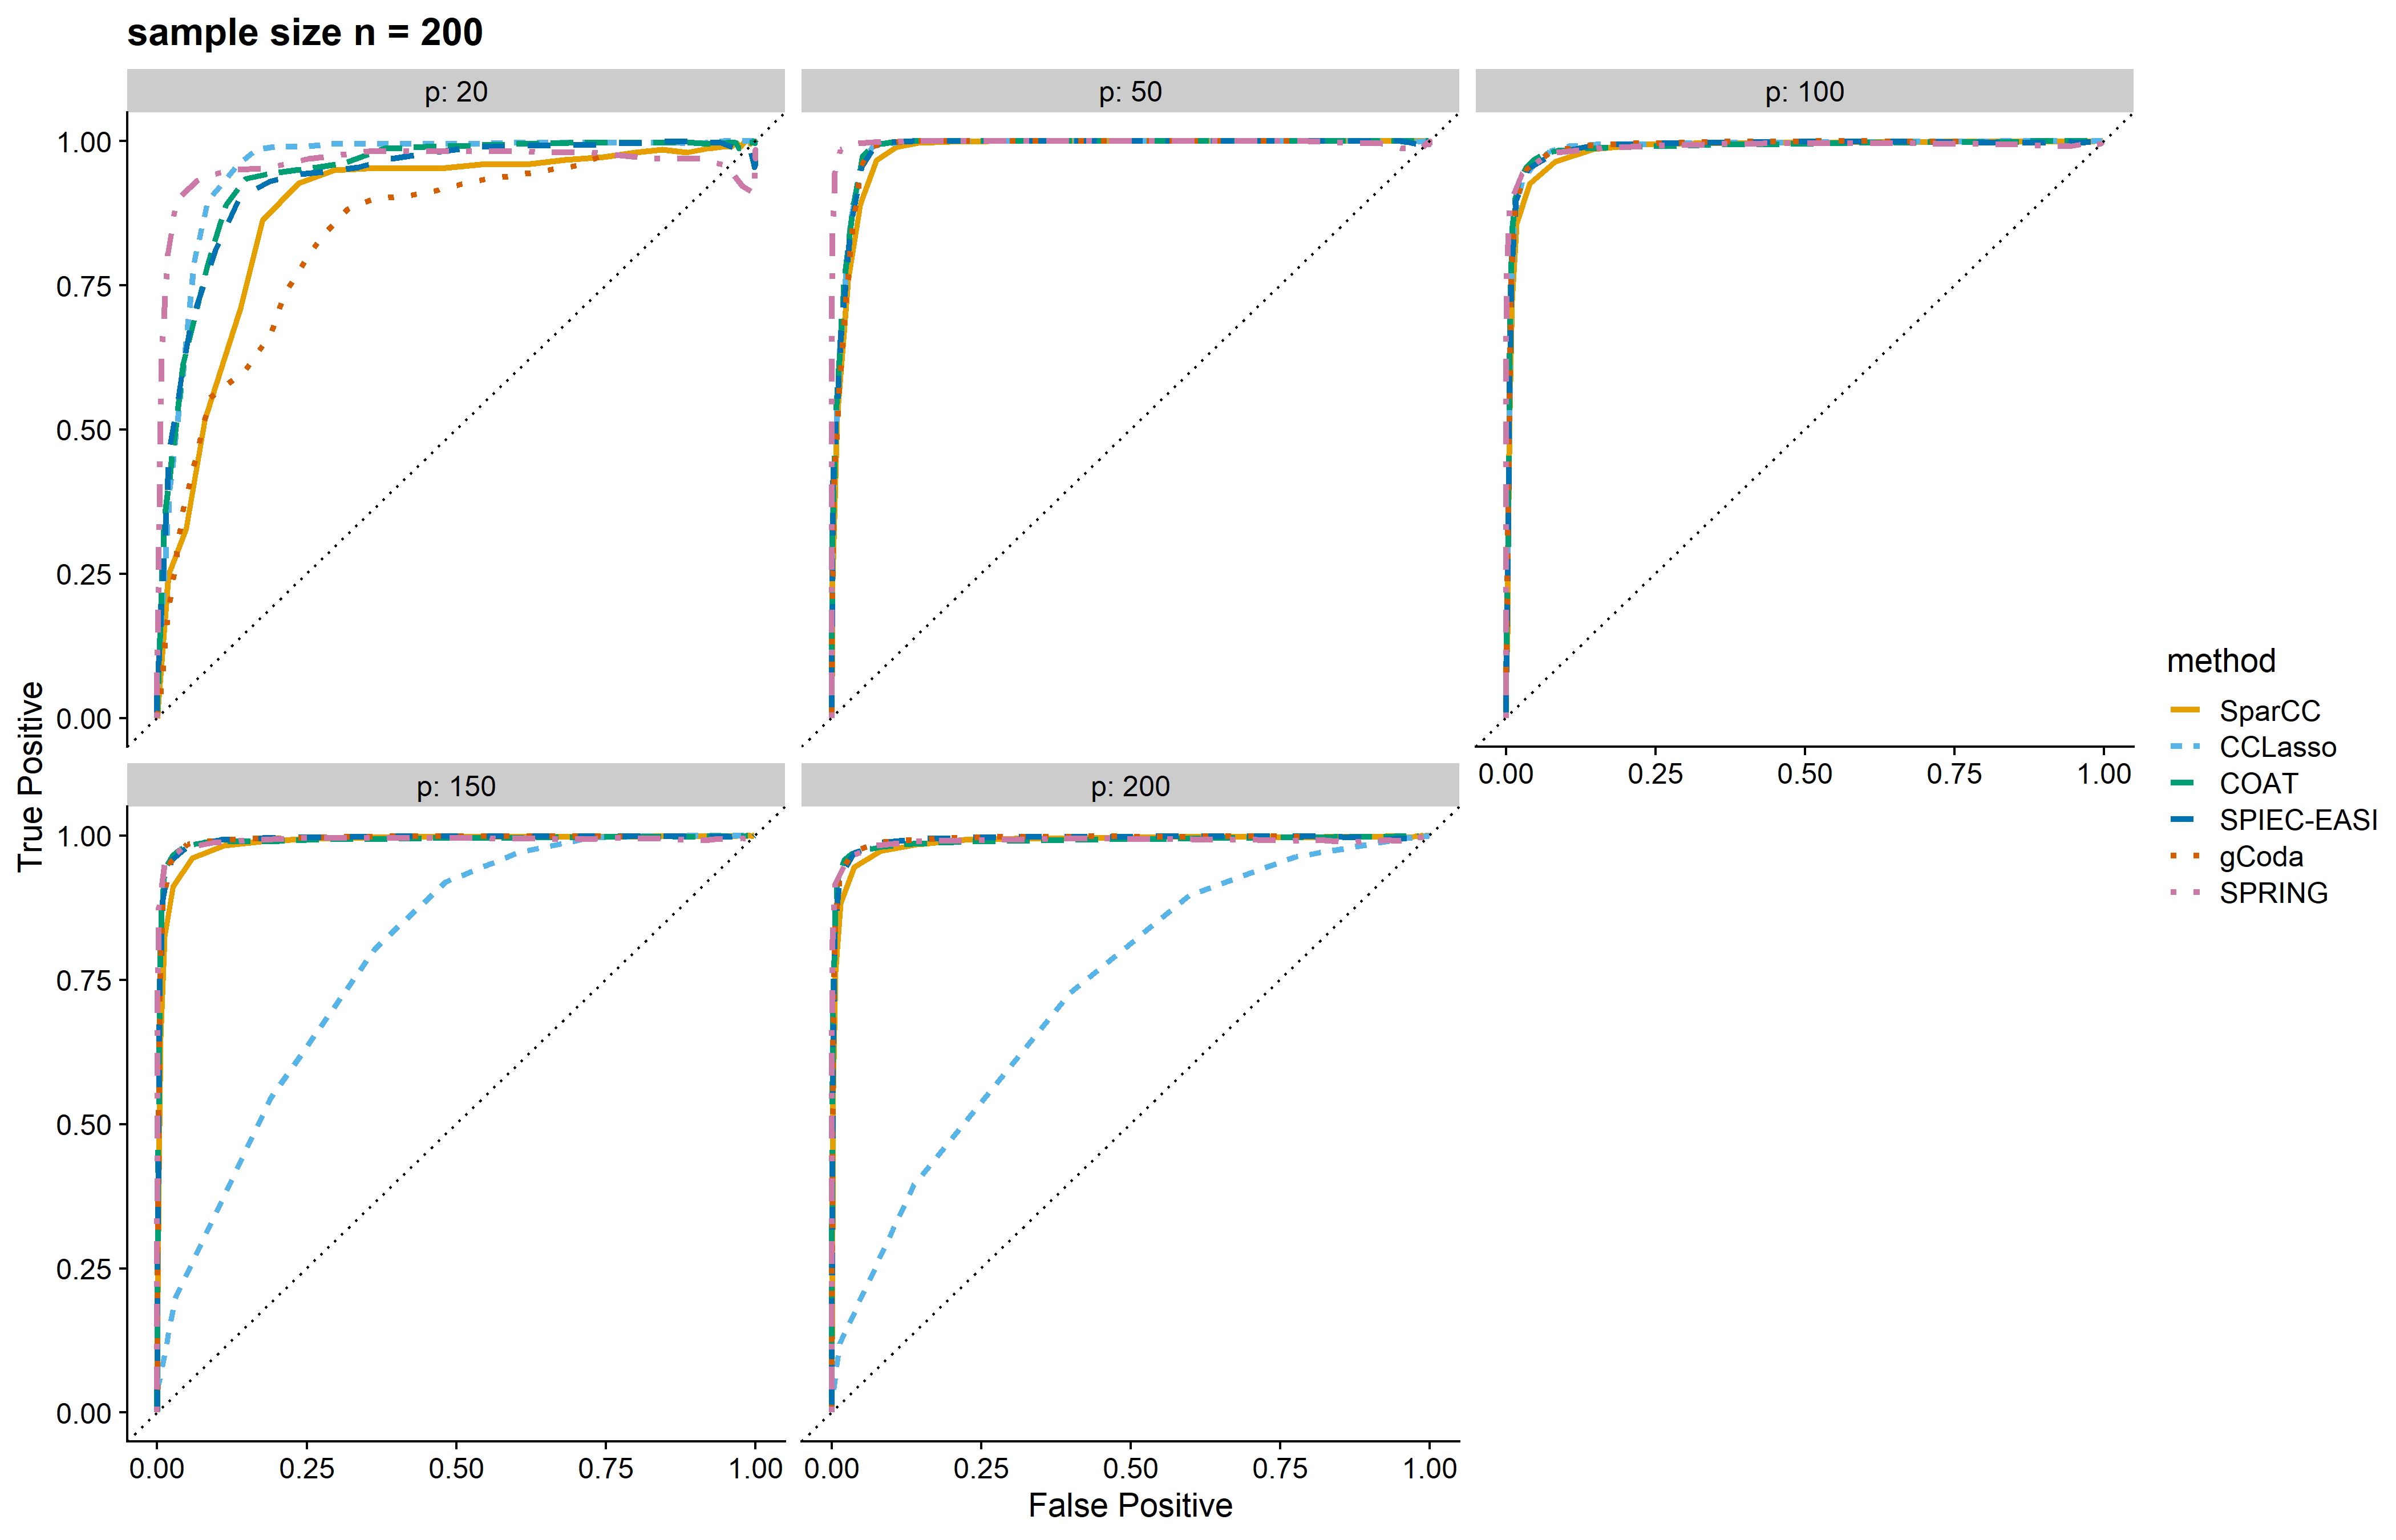 sample size n = 200
p: 20
p: 50
p: 100
1.00
0.75
0.50
0.25
0.00
0.00 0.25 0.50 0.75 1.00
True Positive
p: 150
p: 200
1.00
0.75
0.50
0.25
0.00
0.00 0.25 0.50 0.75 1.00
0.00 0.25 0.50 0.75 1.00
False Positive
method
SparCC
CCLasso
COAT
SPIEC-EASI
gCoda
SPRING